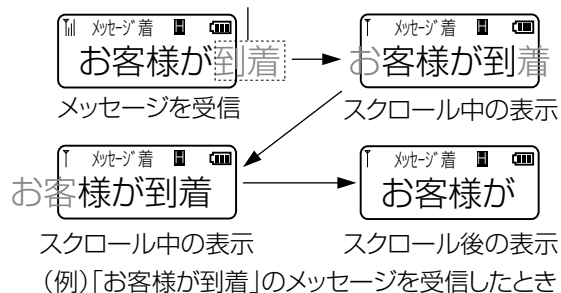 メッセージ着
お客様が到着
メッセージを受信
メッセージ着
お客様が到着
スクロール中の表示
メッセージ着
お客様が到着
スクロール中の表示
メッセージ着
お客様が
スクロール後の表示
(例)「お客様が到着」のメッセージを受信したとき